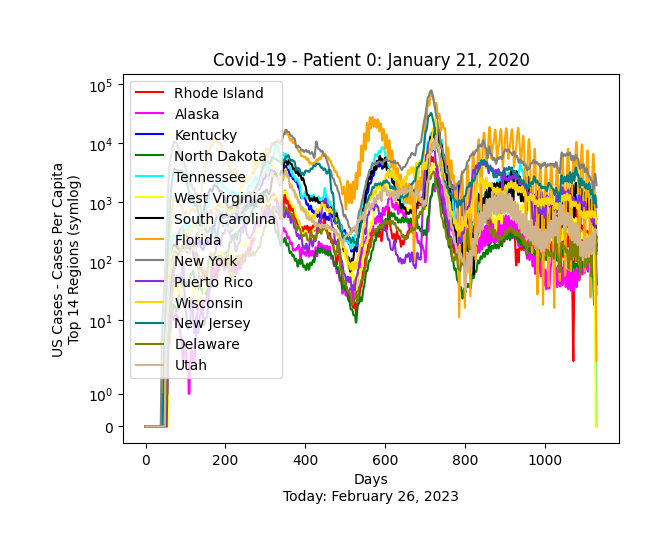 Covid-19 - Patient 0: January 21, 2020
US Cases - Cases Per Capita
Top 14 Regions (symlog)
10^5
10^4
10^3
10^2
10^1
10^0
0
Rhode Island
Alaska
Kentucky
North Dakota
Tennessee
West Virginia
South Carolina
Florida
New York
Puerto Rico
Wisconsin
New Jersey
Delaware
Utah
0 200 400 600 800 1000
Days
Today: February 26, 2023